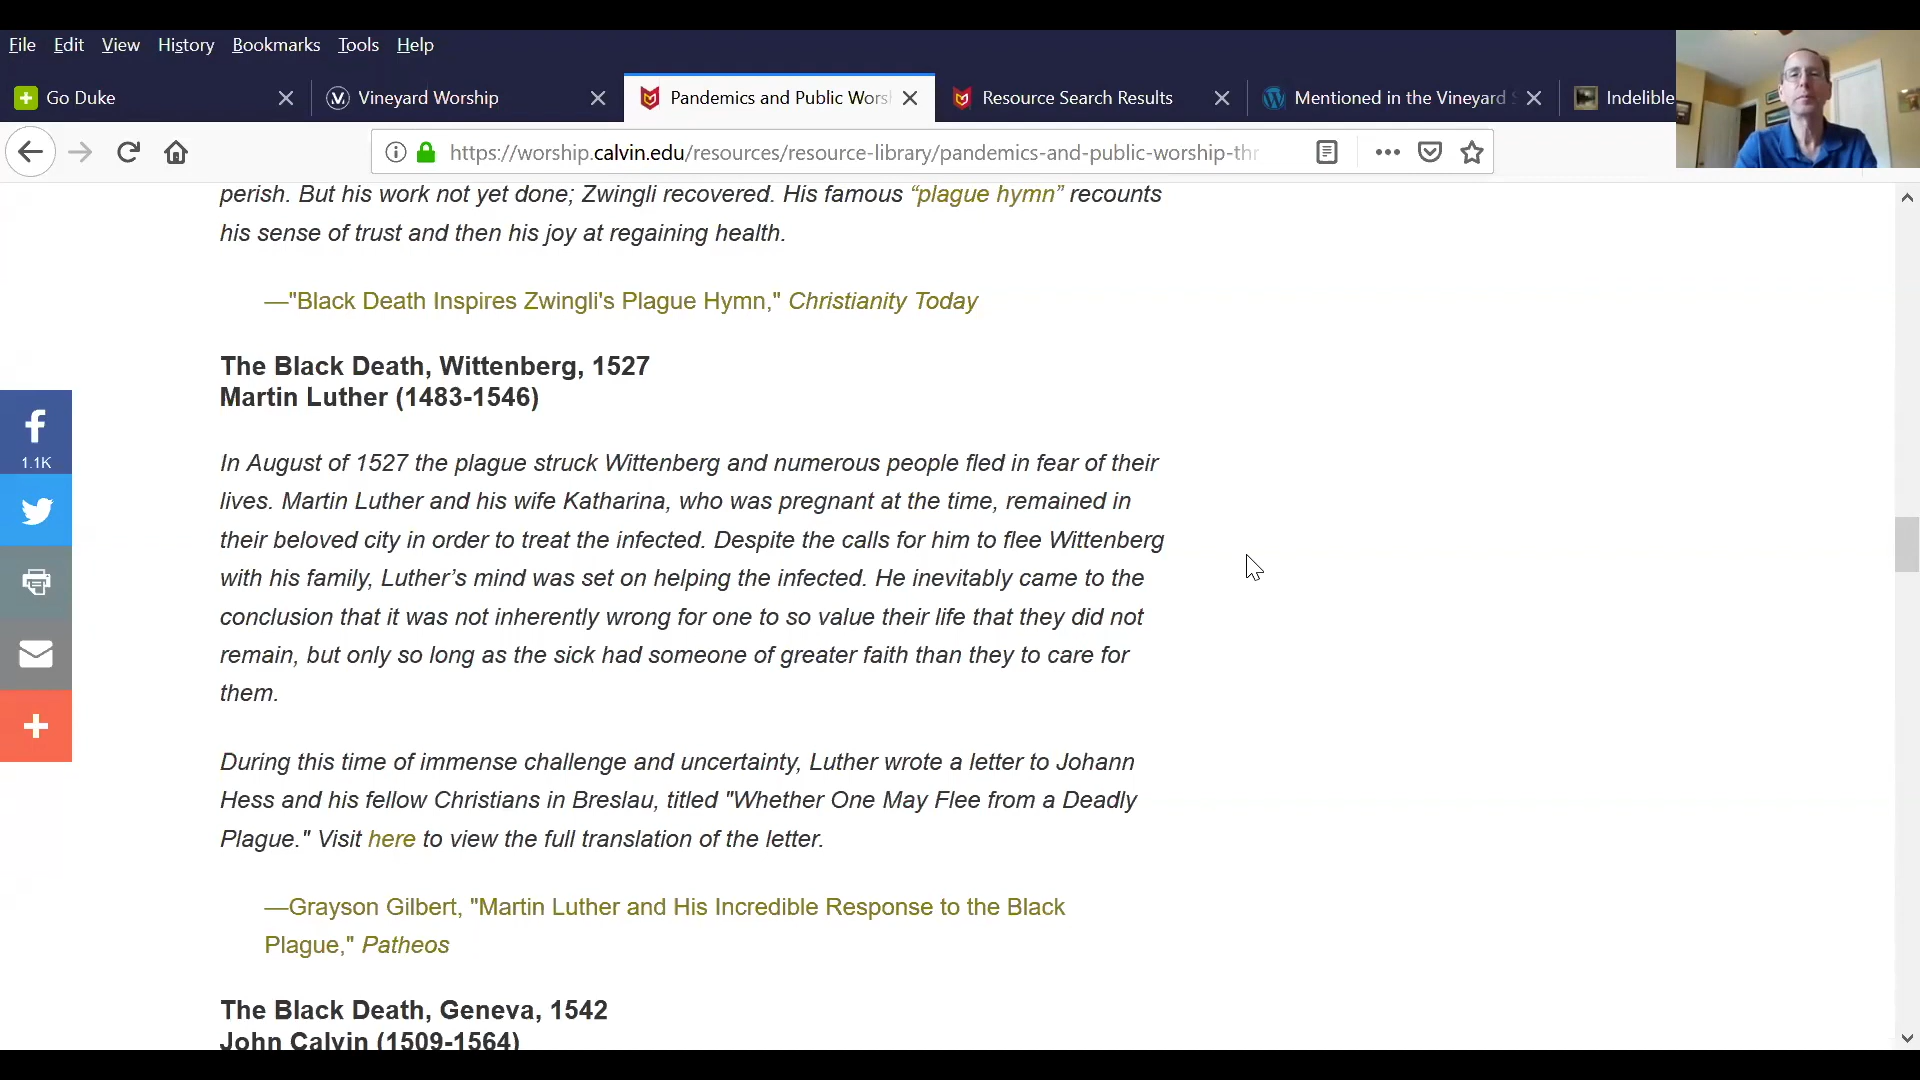 File Edit View History Bookmarks Tools Help
Go Duke Vineyard Worship Pandemics and Public Wors Resource Search Results Mentioned in the Vineyard Indelible
https://worship.calvin.edu/resources/resource-library/pandemics-and-public-worship-thr
perish. But his work not yet done; Zwingli recovered. His famous “plague hymn” recounts
his sense of trust and then his joy at regaining health.
—"Black Death Inspires Zwingli's Plague Hymn," Christianity Today
The Black Death, Wittenberg, 1527
Martin Luther (1483-1546)
In August of 1527 the plague struck Wittenberg and numerous people fled in fear of their
lives. Martin Luther and his wife Katharina, who was pregnant at the time, remained in
their beloved city in order to treat the infected. Despite the calls for him to flee Wittenberg
with his family, Luther’s mind was set on helping the infected. He inevitably came to the
conclusion that it was not inherently wrong for one to so value their life that they did not
remain, but only so long as the sick had someone of greater faith than they to care for
them.
During this time of immense challenge and uncertainty, Luther wrote a letter to Johann
Hess and his fellow Christians in Breslau, titled "Whether One May Flee from a Deadly
Plague." Visit here to view the full translation of the letter.
—Grayson Gilbert, "Martin Luther and His Incredible Response to the Black
Plague," Patheos
The Black Death, Geneva, 1542
John Calvin (1509-1564)
1.1K